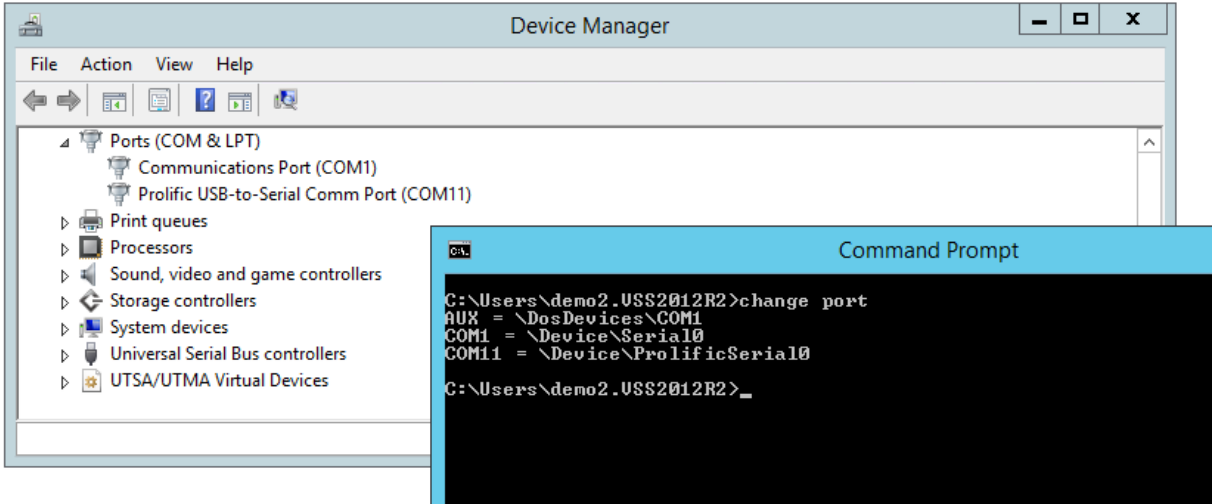 Device Manager
File Action View Help
Ports (COM & LPT)
Communications Port (COM1)
Prolific USB-to-Serial Comm Port (COM11)
Print queues
Processors
Sound, video and game controllers
Storage controllers
System devices
Universal Serial Bus controllers
UTSA/UTMA Virtual Devices
C:\.
Command Prompt
C:\Users\demo2.VSS2012R2>change port
AUX = \DosDevices\COM1
COM1 = \Device\Serial0
COM11 = \Device\ProlificSerial0
C:\Users\demo2.VSS2012R2>_